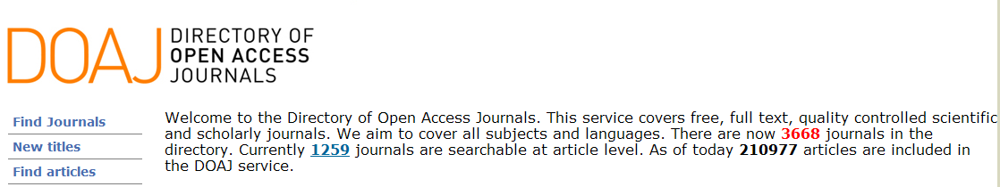 DOAJ
DIRECTORY OF
OPEN ACCESS
JOURNALS
Find Journals
New titles
Find articles
Welcome to the Directory of Open Access Journals. This service covers free, full text, quality controlled scientific
and scholarly journals. We aim to cover all subjects and languages. There are now 3668 journals in the
directory. Currently 1259 journals are searchable at article level. As of today 210977 articles are included in
the DOAJ service.